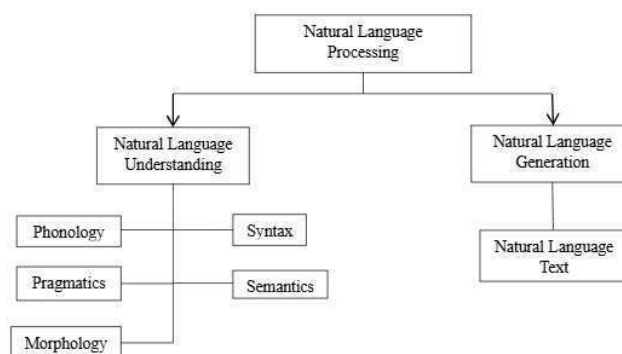 Natural Language
Processing
Natural Language
Understanding
Natural Language
Generation
Phonology
Syntax
Natural Language
Text
Pragmatics
Semantics
Morphology